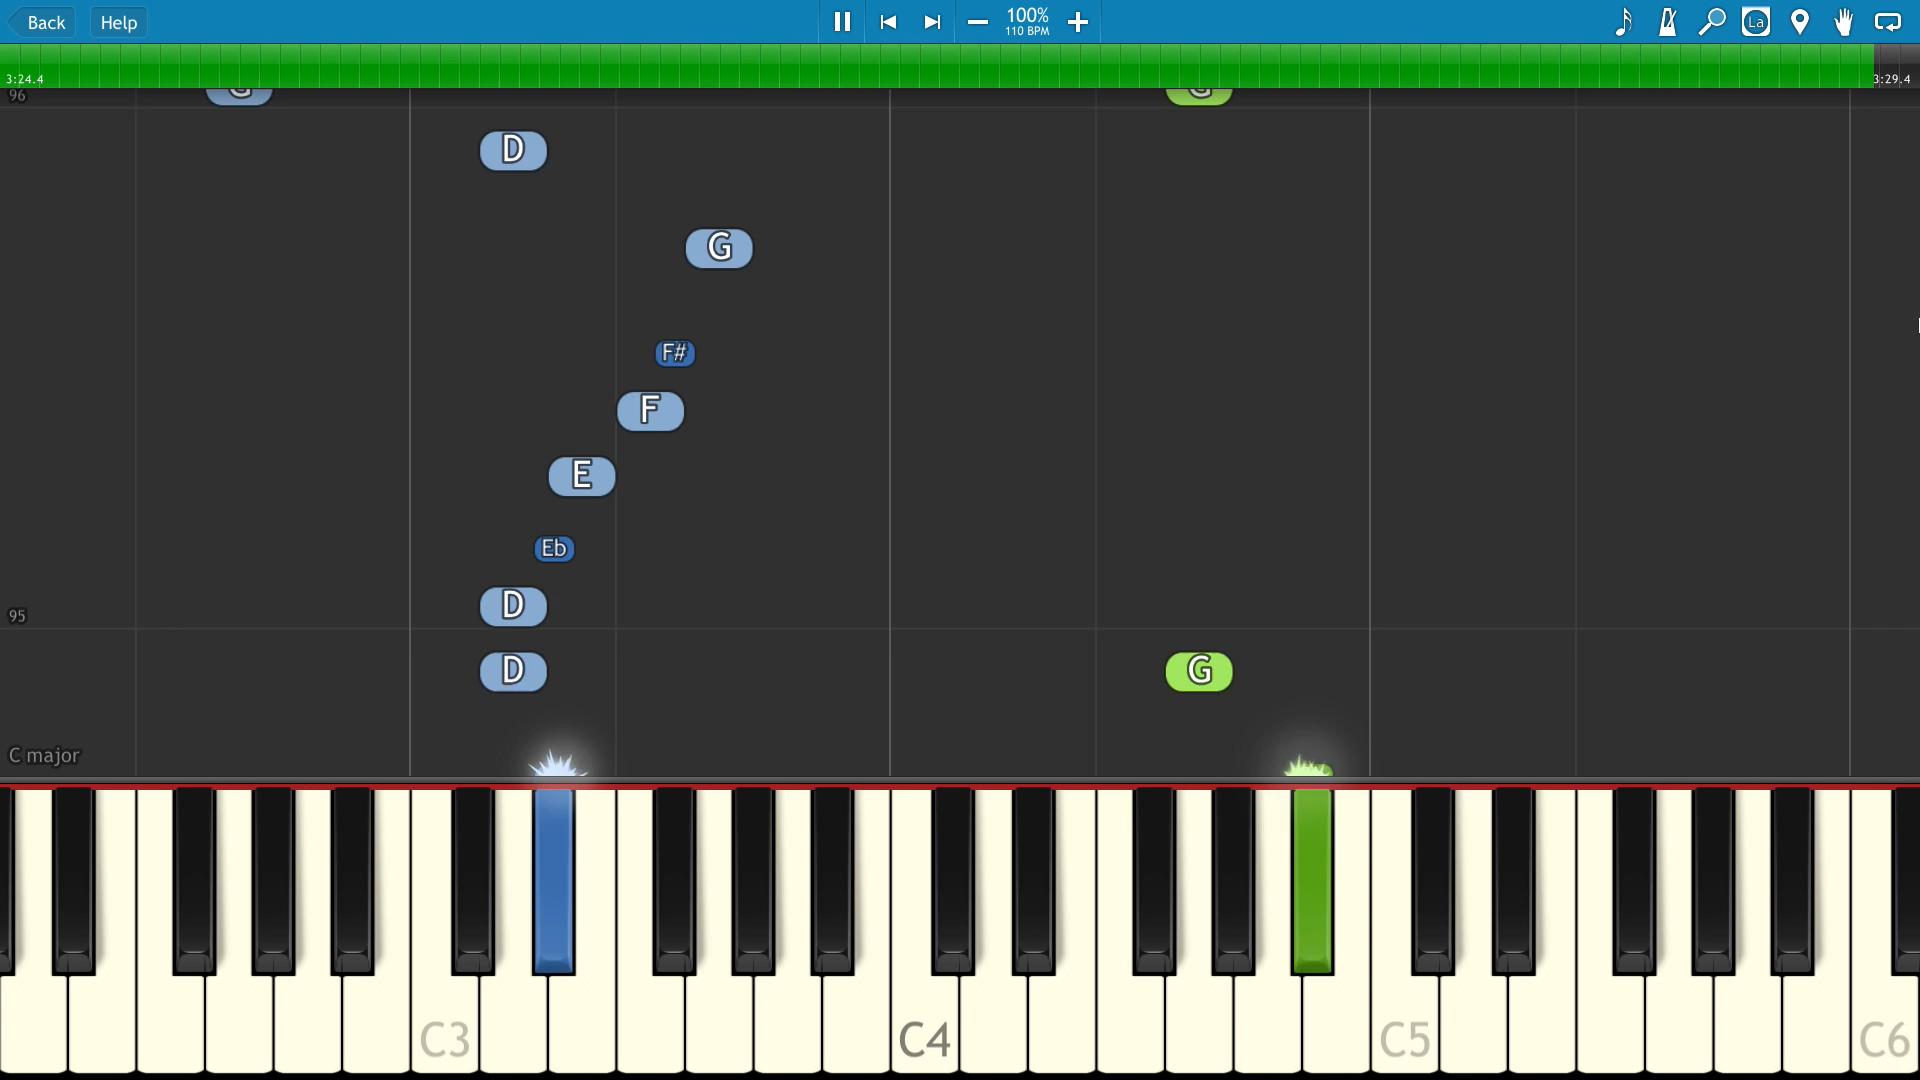 Back Help 100% La
110 BPM
3:24.4 3:29.4
96 G G
D
G
F#
F
E
Eb
D
95
D G
C major
C3 C4 C5 C6